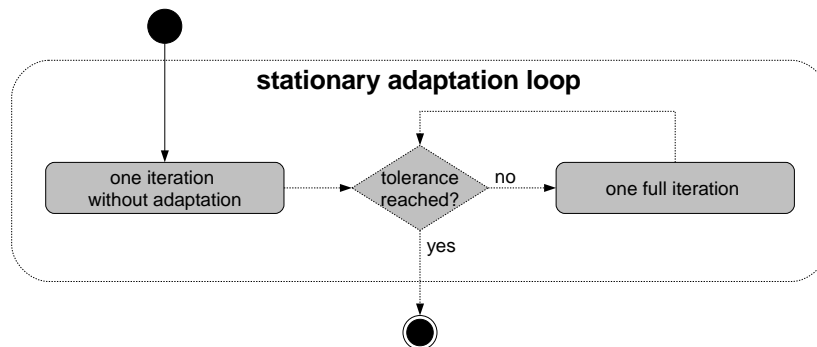 stationary adaptation loop
one iteration
without adaptation
tolerance
reached?
no
one full iteration
yes